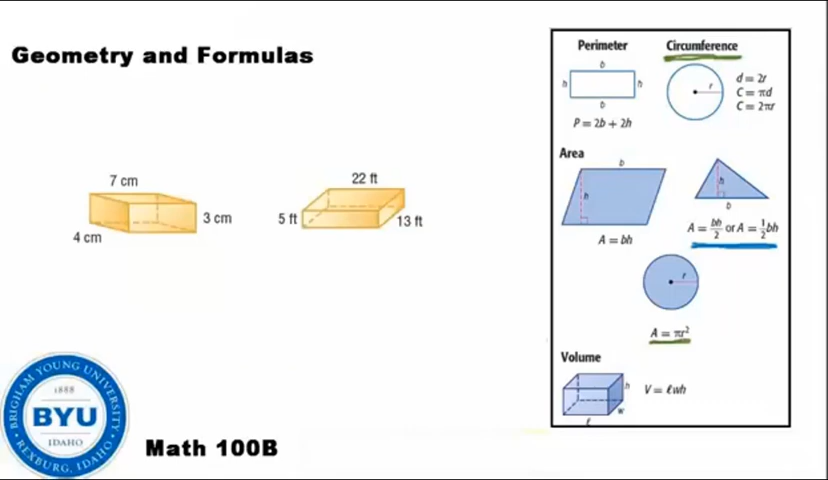 Geometry and Formulas
7 cm
3 cm
4 cm
22 ft
5 ft
13 ft
Perimeter
b
h
h
b
P = 2b + 2h
Circumference
r
d = 2r
C = πd
C = 2πr
Area
b
h
A = bh
h
b
A = bh/2 or A = 1/2 bh
r
A = πr²
Volume
h
w
ℓ
V = ℓwh
BRIGHAM YOUNG UNIVERSITY
1888
BYU
IDAHO
REXBURG, IDAHO
Math 100B